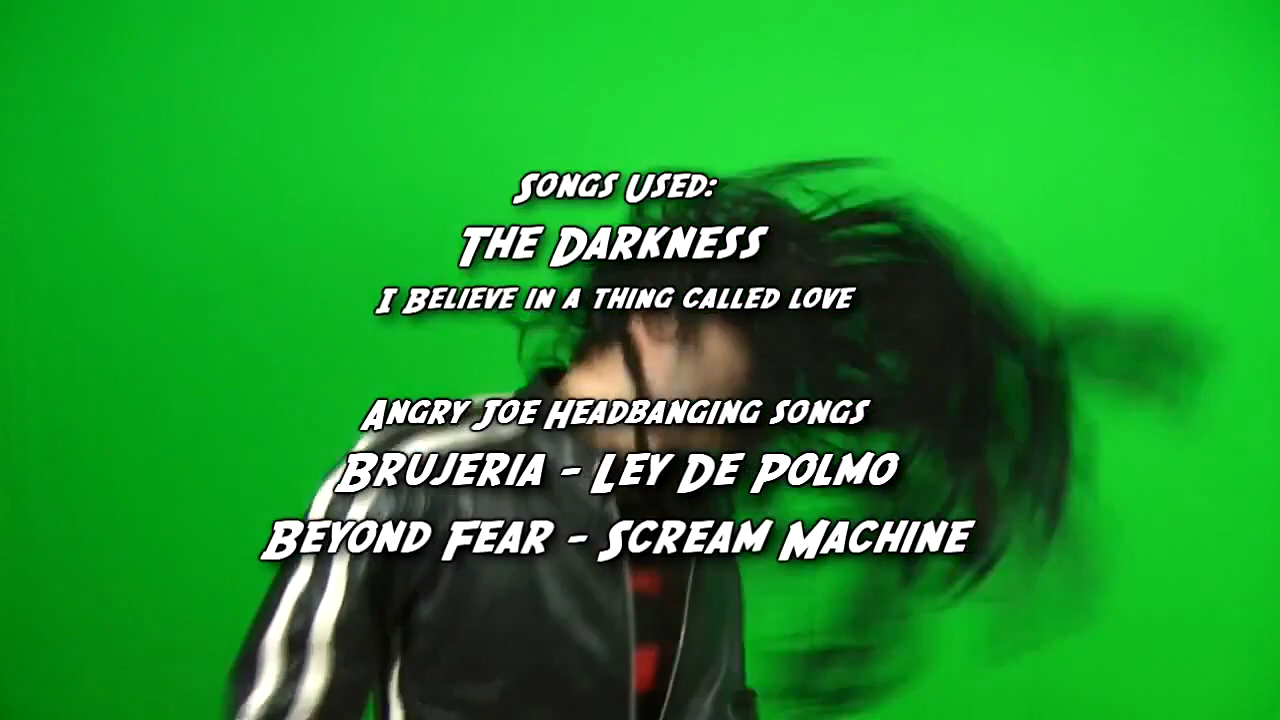 Songs Used:
The Darkness
I Believe in a thing called love
Angry Joe Headbanging songs
Brujeria - Ley De Polmo
Beyond Fear - Scream Machine